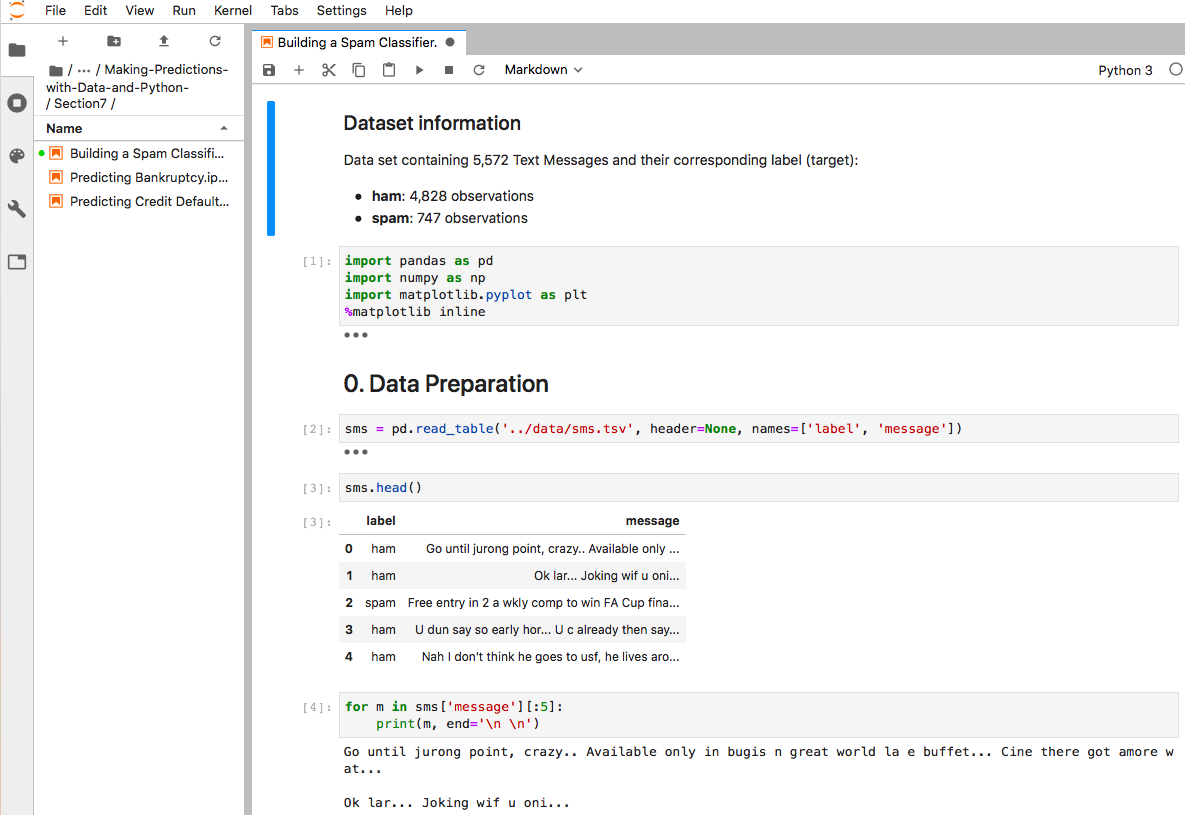 File Edit View Run Kernel Tabs Settings Help
/ ··· / Making-Predictions-
with-Data-and-Python-
/ Section7 /
Name
Building a Spam Classifi...
Predicting Bankruptcy.ip...
Predicting Credit Default...
Building a Spam Classifier.
Markdown
Python 3
Dataset information
Data set containing 5,572 Text Messages and their corresponding label (target):
• ham: 4,828 observations
• spam: 747 observations
[1]:
import pandas as pd
import numpy as np
import matplotlib.pyplot as plt
%matplotlib inline
•••
0. Data Preparation
[2]: sms = pd.read_table('../data/sms.tsv', header=None, names=['label', 'message'])
•••
[3]: sms.head()
[3]: label message
0 ham Go until jurong point, crazy.. Available only ...
1 ham Ok lar... Joking wif u oni...
2 spam Free entry in 2 a wkly comp to win FA Cup fina...
3 ham U dun say so early hor... U c already then say...
4 ham Nah I don't think he goes to usf, he lives aro...
[4]: for m in sms['message'][:5]:
print(m, end='\n \n')
Go until jurong point, crazy.. Available only in bugis n great world la e buffet... Cine there got amore w
at...
Ok lar... Joking wif u oni...